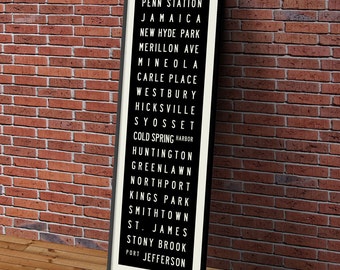 PENN STATION
JAMAICA
NEW HYDE PARK
MERILLON AVE
MINEOLA
CARLE PLACE
WESTBURY
HICKSVILLE
SYOSSET
COLD SPRING HARBOR
HUNTINGTON
GREENLAWN
NORTHPORT
KINGS PARK
SMITHTOWN
ST. JAMES
STONY BROOK
PORT JEFFERSON